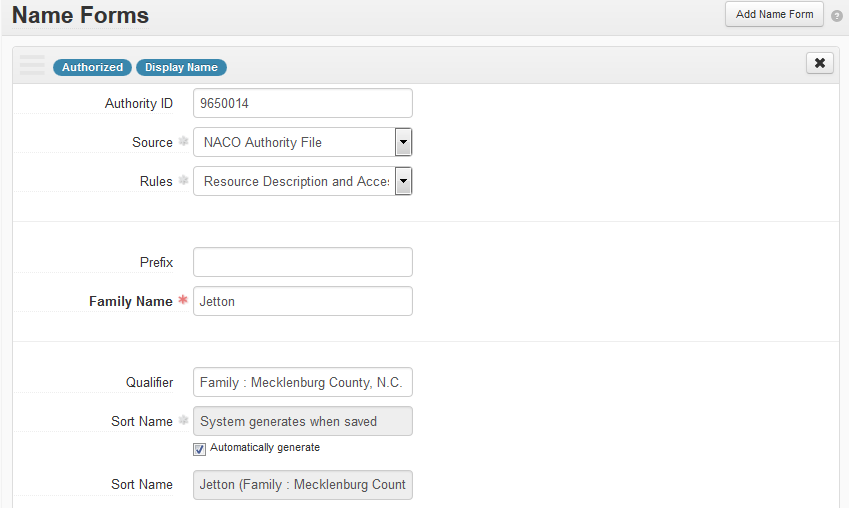 Name Forms
Add Name Form
?
Authorized Display Name
Authority ID 9650014
Source NACO Authority File
Rules Resource Description and Acces
Prefix
Family Name * Jetton
Qualifier Family : Mecklenburg County, N.C.
Sort Name System generates when saved
Automatically generate
Sort Name Jetton (Family : Mecklenburg Count